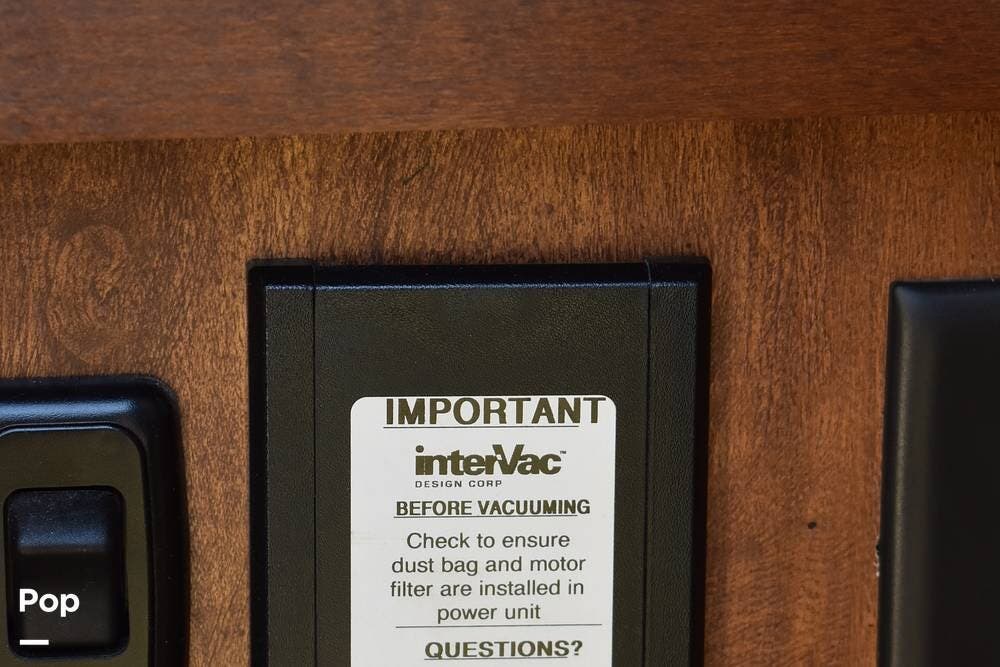 IMPORTANT
interVac™
DESIGN CORP
BEFORE VACUUMING
Check to ensure
dust bag and motor
filter are installed in
power unit
QUESTIONS?
Pop